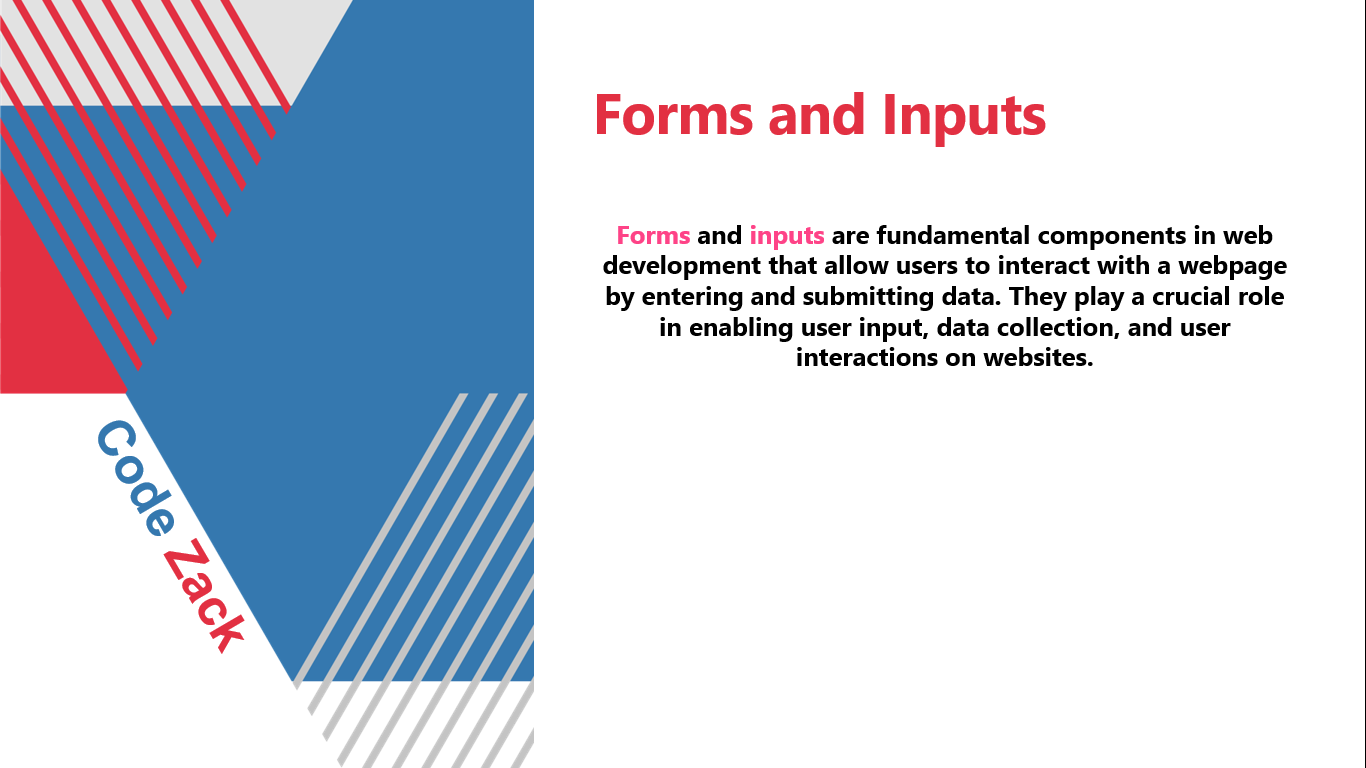 Forms and Inputs
Forms and inputs are fundamental components in web
development that allow users to interact with a webpage
by entering and submitting data. They play a crucial role
in enabling user input, data collection, and user
interactions on websites.
Code Zack